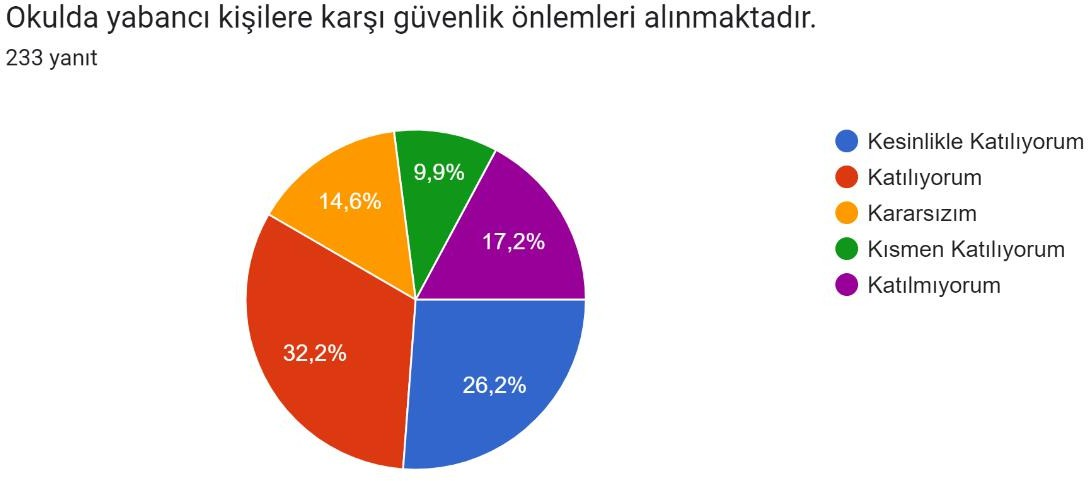 Okulda yabancı kişilere karşı güvenlik önlemleri alınmaktadır.
233 yanıt
Kesinlikle Katılıyorum
Katılıyorum
Kararsızım
Kısmen Katılıyorum
Katılmıyorum
9,9%
14,6%
17,2%
32,2%
26,2%